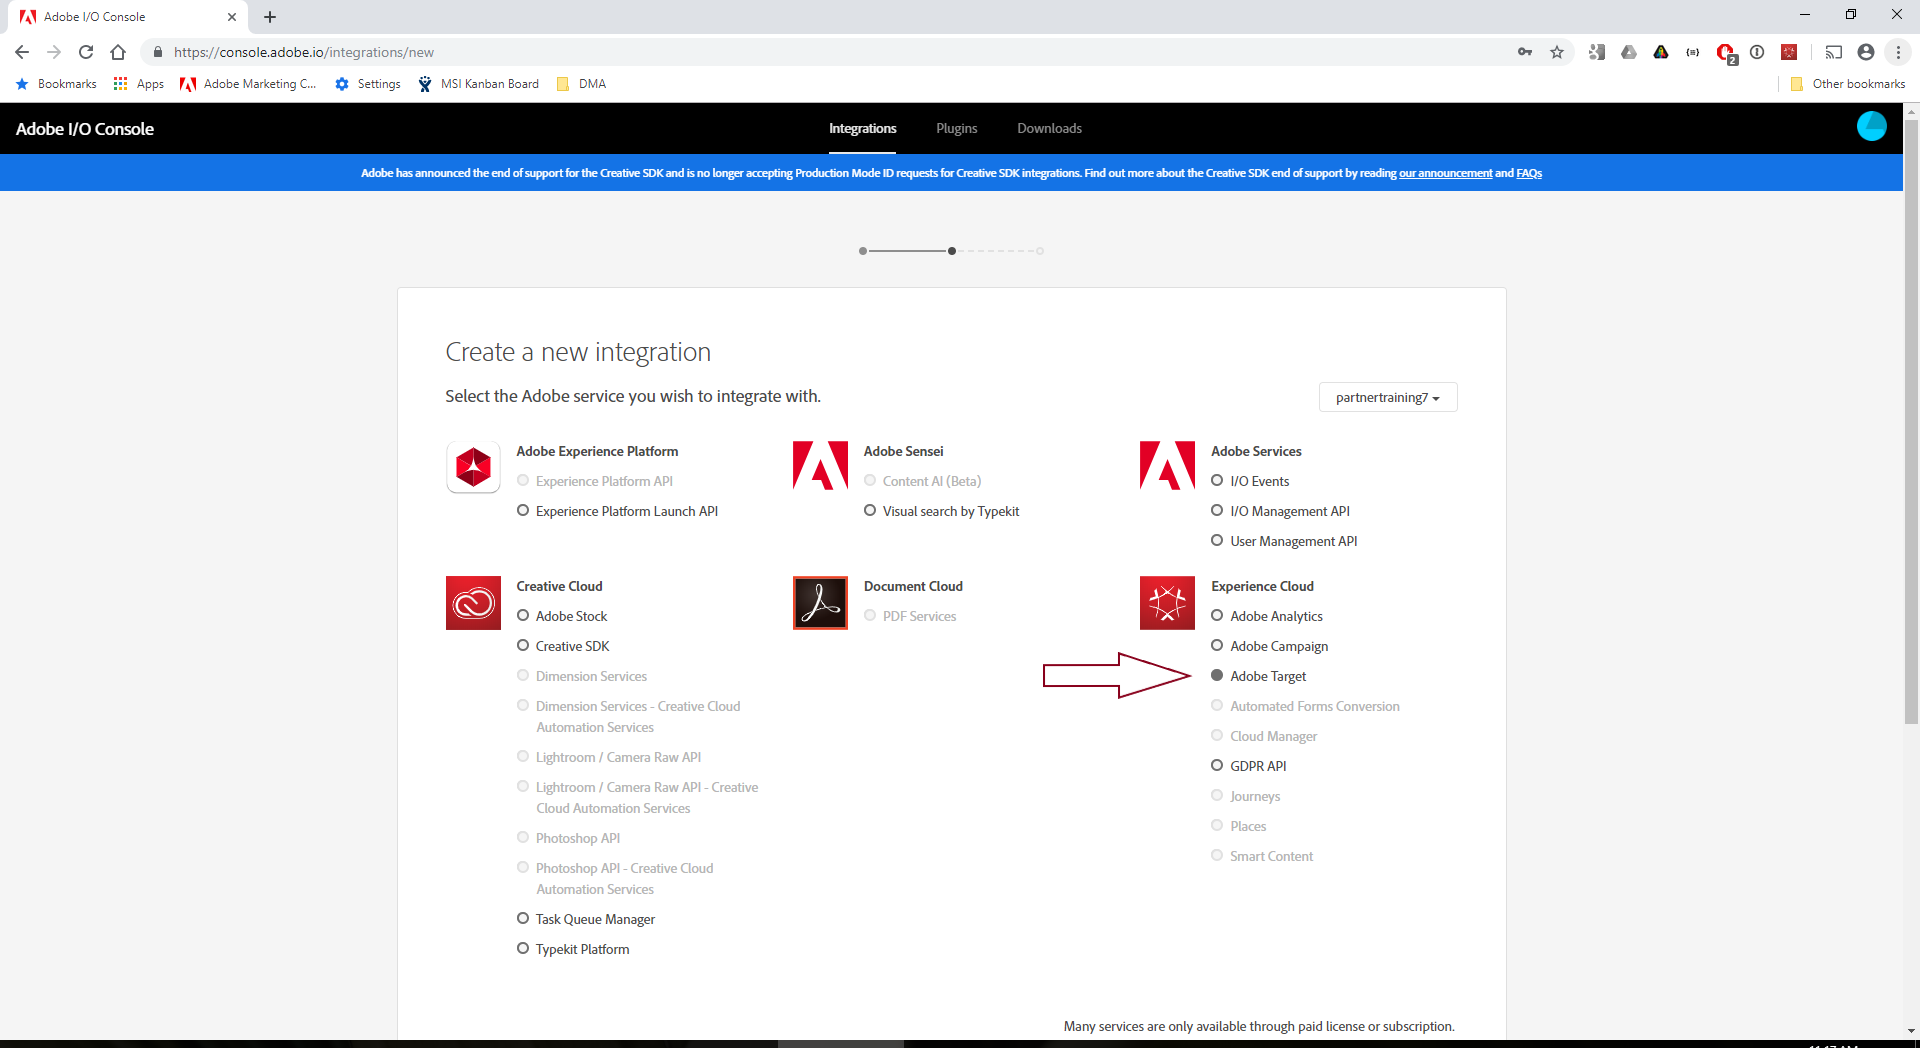 Adobe I/O Console
https://console.adobe.io/integrations/new
2
Bookmarks Apps Adobe Marketing C... Settings MSI Kanban Board DMA Other bookmarks
Adobe I/O Console Integrations Plugins Downloads
Adobe has announced the end of support for the Creative SDK and is no longer accepting Production Mode ID requests for Creative SDK integrations. Find out more about the Creative SDK end of support by reading our announcement and FAQs
Create a new integration
Select the Adobe service you wish to integrate with.
partnertraining7
Adobe Experience Platform
Experience Platform API
Experience Platform Launch API
Adobe Sensei
Content AI (Beta)
Visual search by Typekit
Adobe Services
I/O Events
I/O Management API
User Management API
Creative Cloud
Adobe Stock
Creative SDK
Dimension Services
Dimension Services - Creative Cloud
Automation Services
Lightroom / Camera Raw API
Lightroom / Camera Raw API - Creative
Cloud Automation Services
Photoshop API
Photoshop API - Creative Cloud
Automation Services
Task Queue Manager
Typekit Platform
Document Cloud
PDF Services
Experience Cloud
Adobe Analytics
Adobe Campaign
Adobe Target
Automated Forms Conversion
Cloud Manager
GDPR API
Journeys
Places
Smart Content
Many services are only available through paid license or subscription.